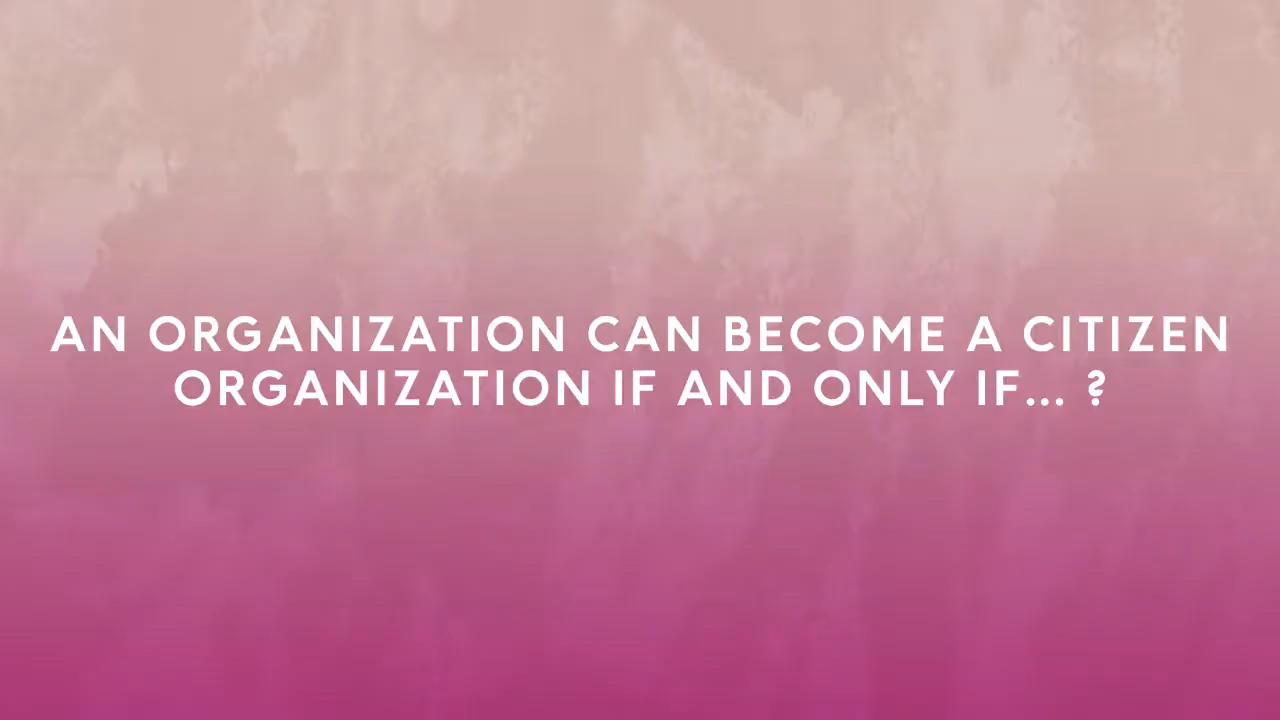 AN ORGANIZATION CAN BECOME A CITIZEN
ORGANIZATION IF AND ONLY IF... ?